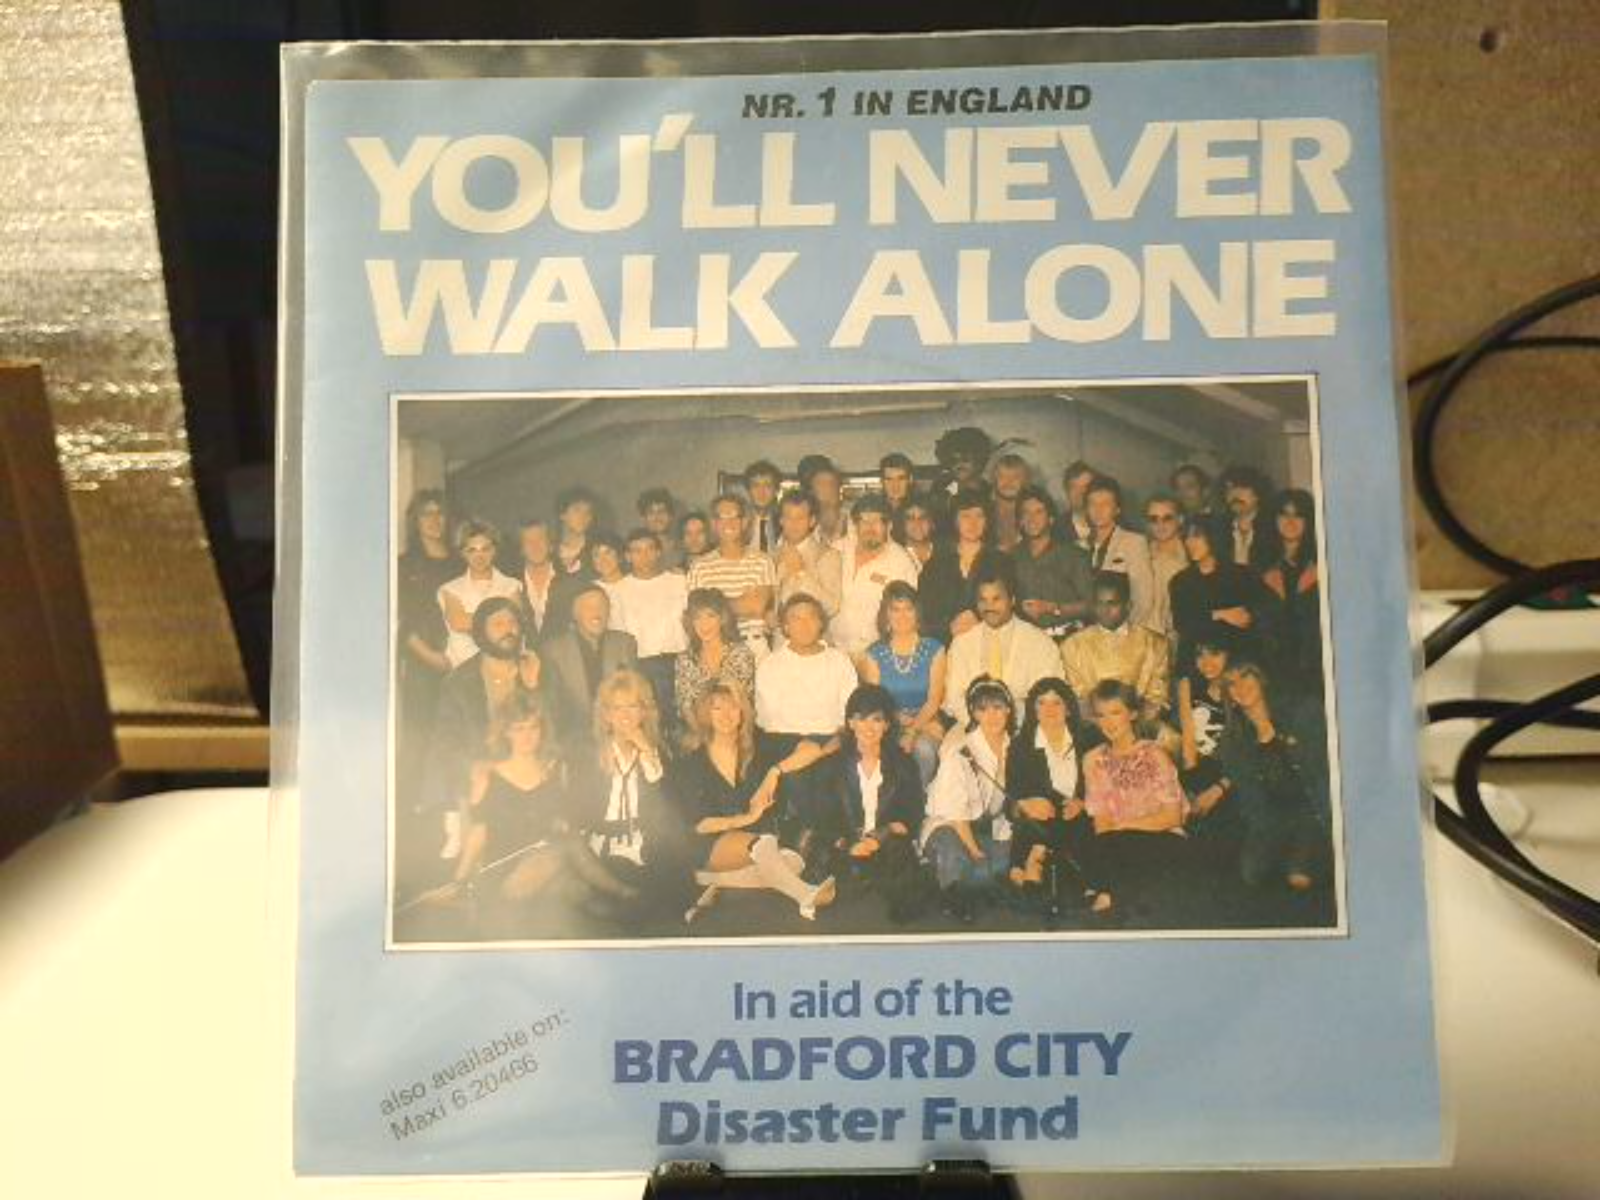 NR. 1 IN ENGLAND
YOU'LL NEVER
WALK ALONE
In aid of the
BRADFORD CITY
Disaster Fund
also available on:
Maxi 6.20466